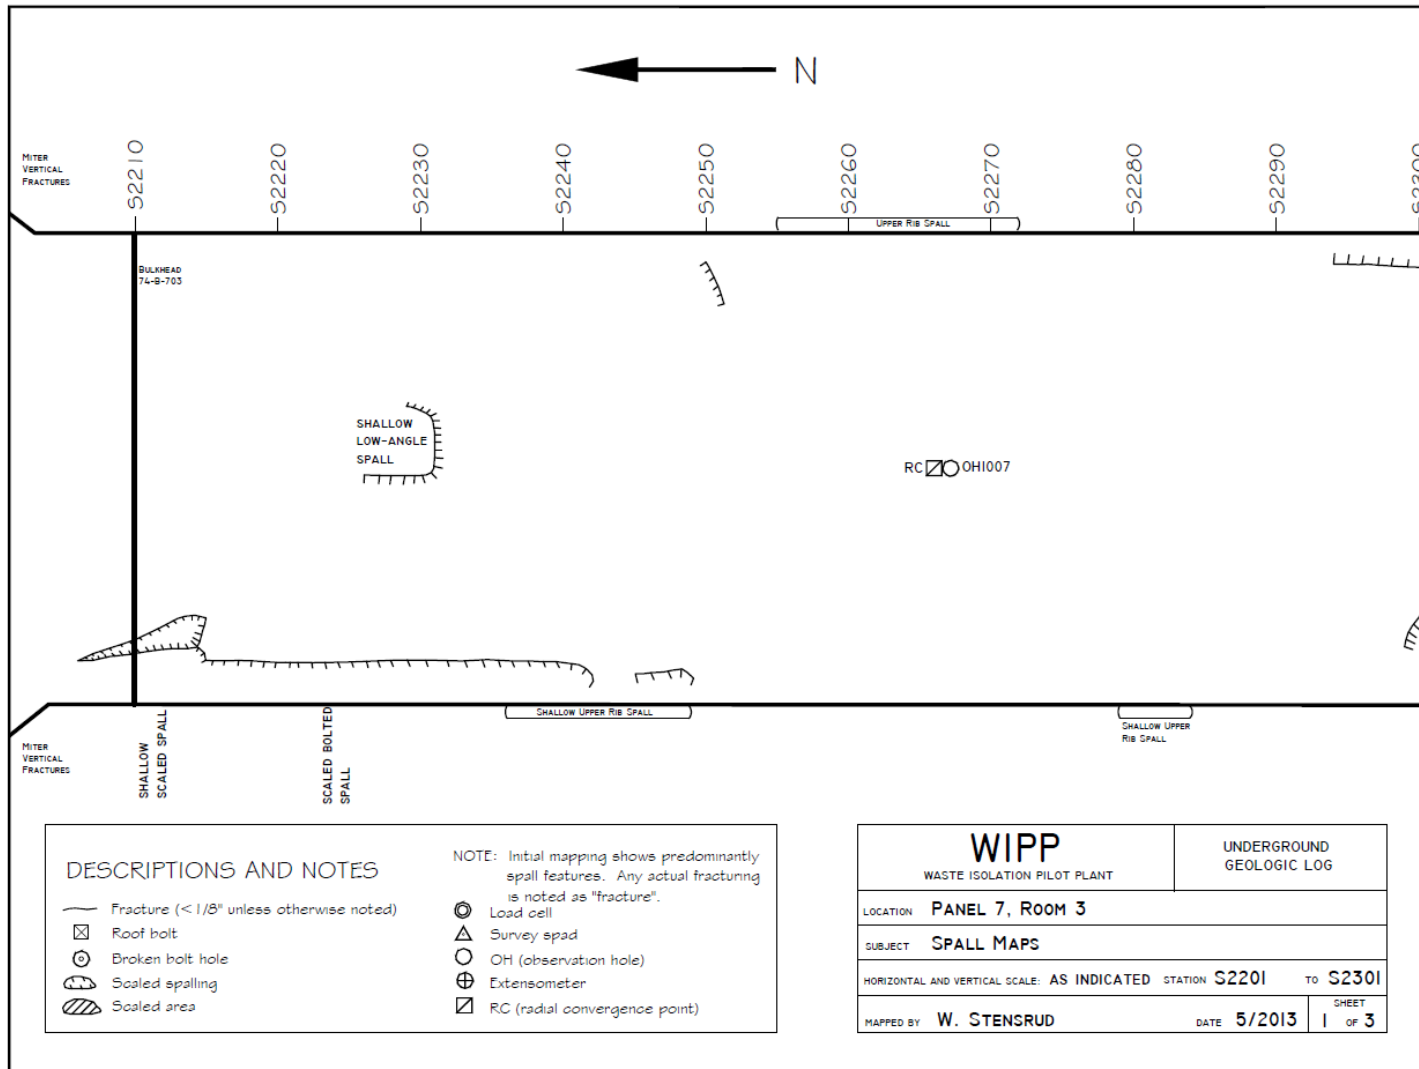 N
MITER
VERTICAL
FRACTURES
S2210
S2220
S2230
S2240
S2250
S2260
S2270
S2280
S2290
S2300
UPPER RIB SPALL
BULKHEAD
74-B-703
SHALLOW
LOW-ANGLE
SPALL
RC OH1007
SHALLOW UPPER RIB SPALL
SHALLOW UPPER
RIB SPALL
MITER
VERTICAL
FRACTURES
SHALLOW
SCALED SPALL
SCALED BOLTED
SPALL
DESCRIPTIONS AND NOTES
Fracture (<1/8" unless otherwise noted)
Roof bolt
Broken bolt hole
Scaled spalling
Scaled area
NOTE: Initial mapping shows predominantly
spall features. Any actual fracturing
is noted as "fracture".
Load cell
Survey spad
OH (observation hole)
Extensometer
RC (radial convergence point)
WIPP
WASTE ISOLATION PILOT PLANT
UNDERGROUND
GEOLOGIC LOG
LOCATION PANEL 7, ROOM 3
SUBJECT SPALL MAPS
HORIZONTAL AND VERTICAL SCALE: AS INDICATED STATION S2201 TO S2301
MAPPED BY W. STENSRUD DATE 5/2013
SHEET
1 OF 3